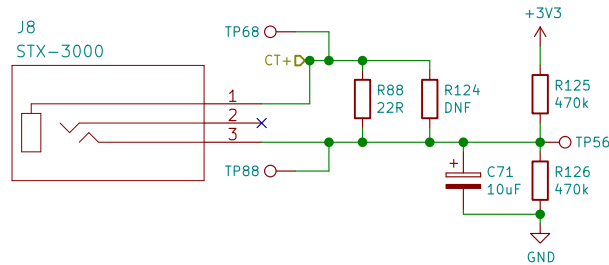 J8
STX-3000
1
2
3
TP68
CT+
R88
22R
R124
DNF
TP88
+
C71
10uF
+3V3
R125
470k
TP56
R126
470k
GND